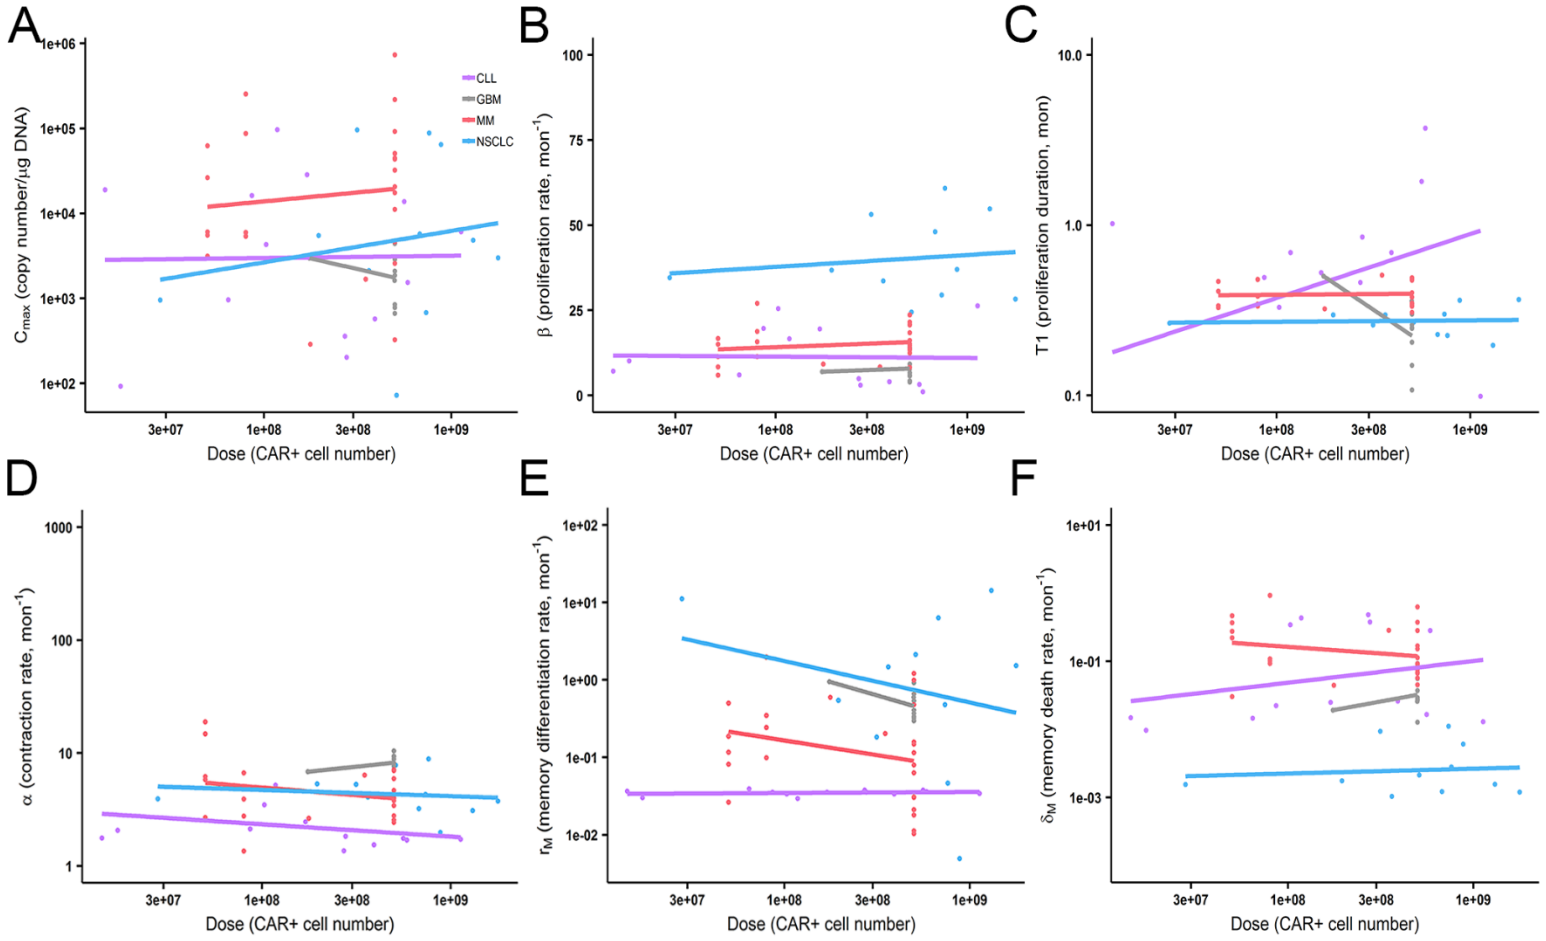 A
1e+06
1e+05
1e+04
1e+03
1e+02
Cmax (copy number/μg DNA)
CLL
GBM
MM
NSCLC
3e+07 1e+08 3e+08 1e+09
Dose (CAR+ cell number)
B
100
75
50
25
0
β (proliferation rate, mon⁻¹)
3e+07 1e+08 3e+08 1e+09
Dose (CAR+ cell number)
C
10.0
1.0
0.1
T1 (proliferation duration, mon)
3e+07 1e+08 3e+08 1e+09
Dose (CAR+ cell number)
D
1000
100
10
1
α (contraction rate, mon⁻¹)
3e+07 1e+08 3e+08 1e+09
Dose (CAR+ cell number)
E
1e+02
1e+01
1e+00
1e-01
1e-02
rM (memory differentiation rate, mon⁻¹)
3e+07 1e+08 3e+08 1e+09
Dose (CAR+ cell number)
F
1e+01
1e-01
1e-03
δM (memory death rate, mon⁻¹)
3e+07 1e+08 3e+08 1e+09
Dose (CAR+ cell number)